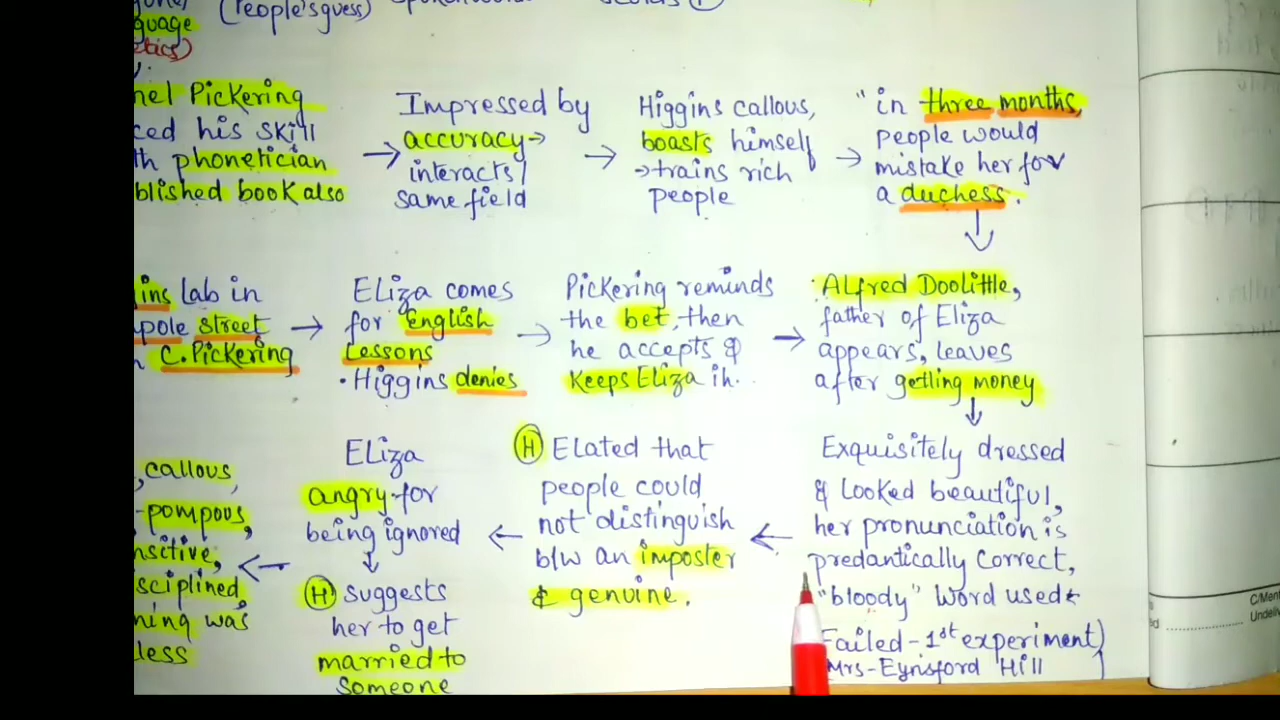 (People's guess)
guage
nel Pickering
ced his skill
th phonetician
blished book also
Impressed by
accuracy→
interacts/
same field
Higgins callous,
boasts himself
→trains rich
people
"in three months,
people would
mistake her for
a duchess.
ins Lab in
pole street
C. Pickering
Eliza comes
for English
Lessons
• Higgins denies
Pickering reminds
the bet, then
he accepts &
Keeps Eliza in.
Alfred Doolittle,
father of Eliza
appears, leaves
after getting money
Exquisitely dressed
& Looked beautiful,
her pronunciation is
predantically correct,
"bloody" word used
Failed - 1st experiment)
Mrs-Eynsford Hill
(H) Elated that
people could
not distinguish
b/w an imposter
& genuine.
Eliza
angry for
being ignored
(H) suggests
her to get
married to
someone
, callous,
-pompous,
nsitive,
sciplined
ning was
less
C/Ment
Undeliv